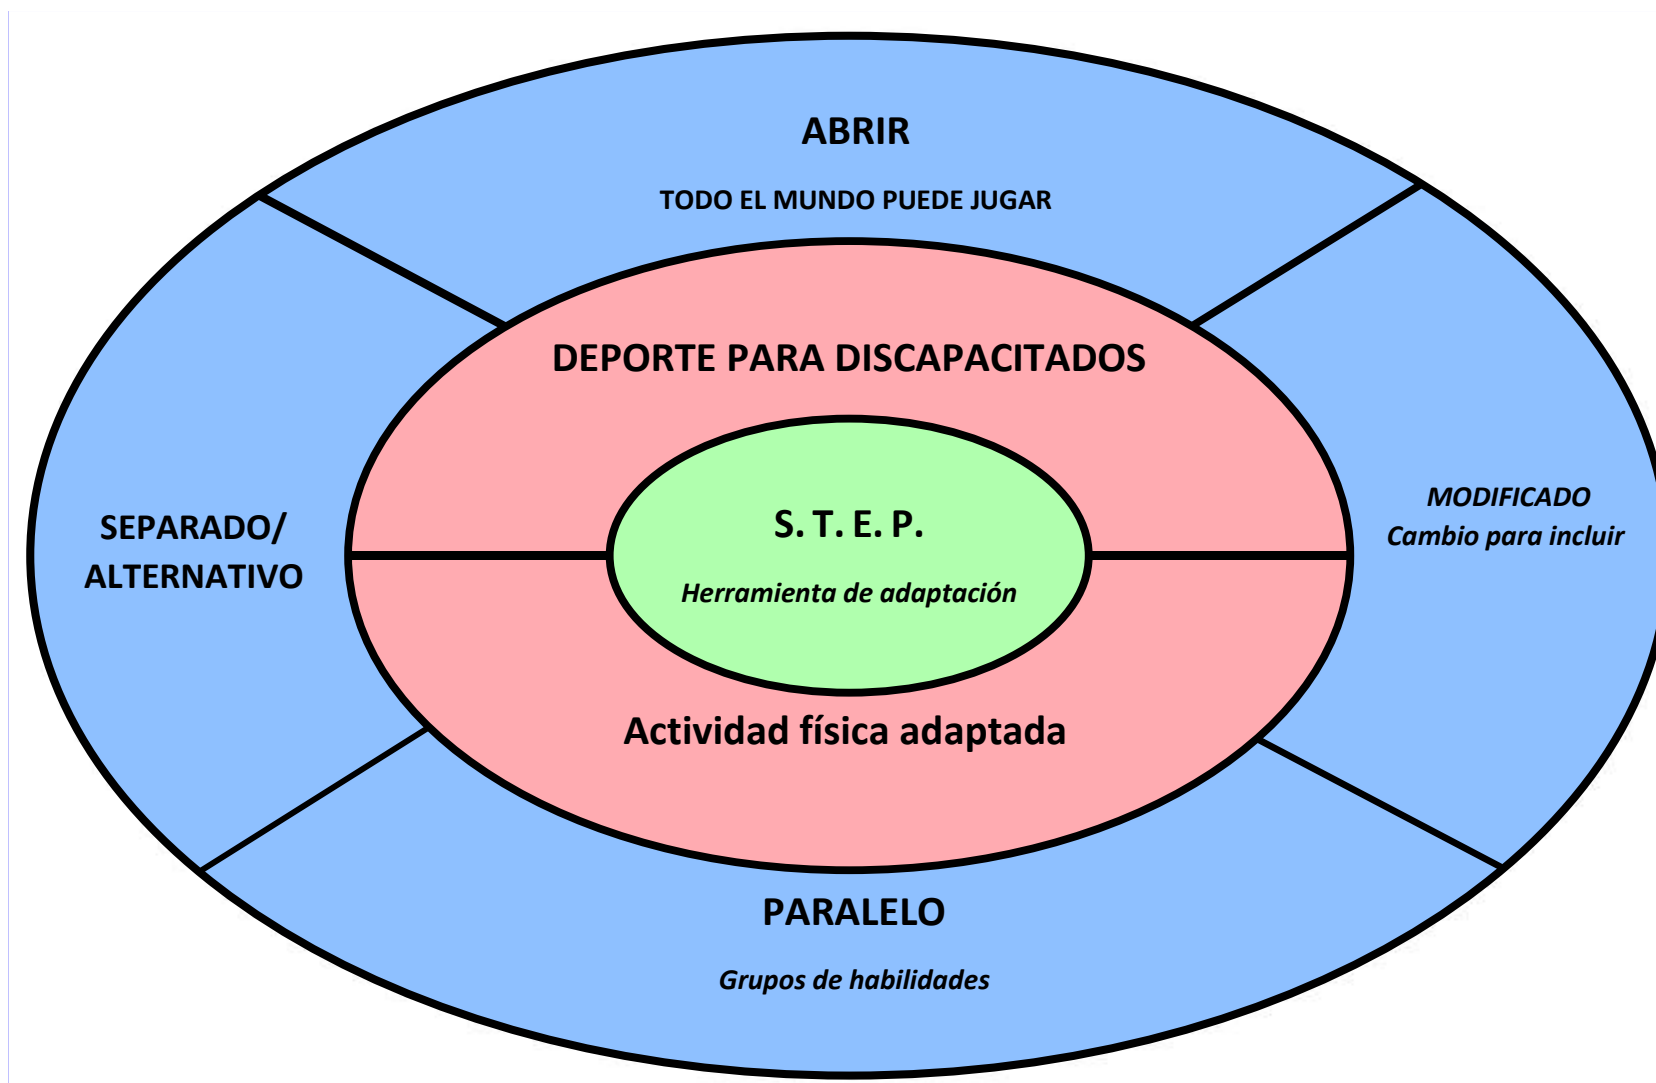 ABRIR
TODO EL MUNDO PUEDE JUGAR
DEPORTE PARA DISCAPACITADOS
SEPARADO/
ALTERNATIVO
S. T. E. P.
Herramienta de adaptación
MODIFICADO
Cambio para incluir
Actividad física adaptada
PARALELO
Grupos de habilidades